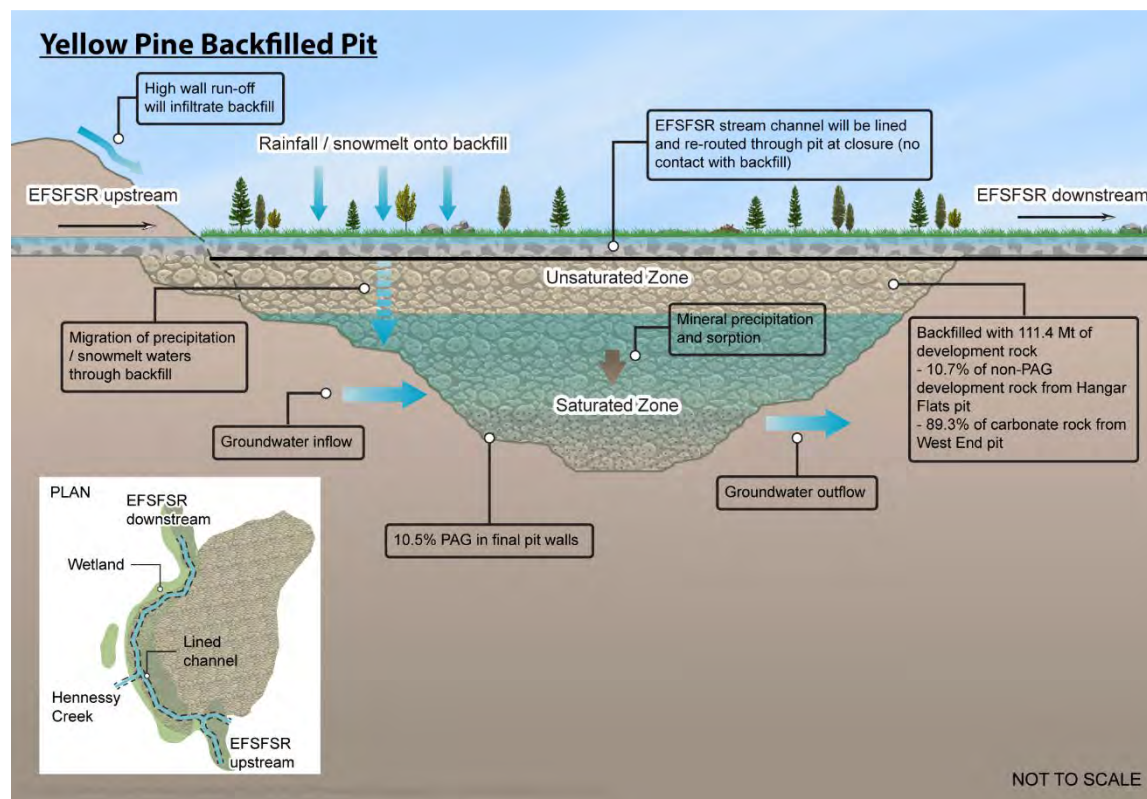 Yellow Pine Backfilled Pit
High wall run-off
will infiltrate backfill
Rainfall / snowmelt onto backfill
EFSFSR stream channel will be lined
and re-routed through pit at closure (no
contact with backfill)
EFSFSR upstream
EFSFSR downstream
Unsaturated Zone
Migration of precipitation
/ snowmelt waters
through backfill
Mineral precipitation
and sorption
Backfilled with 111.4 Mt of
development rock
- 10.7% of non-PAG
development rock from Hangar
Flats pit
- 89.3% of carbonate rock from
West End pit
Saturated Zone
Groundwater inflow
Groundwater outflow
10.5% PAG in final pit walls
PLAN
EFSFSR
downstream
Wetland
Lined
channel
Hennessy
Creek
EFSFSR
upstream
NOT TO SCALE